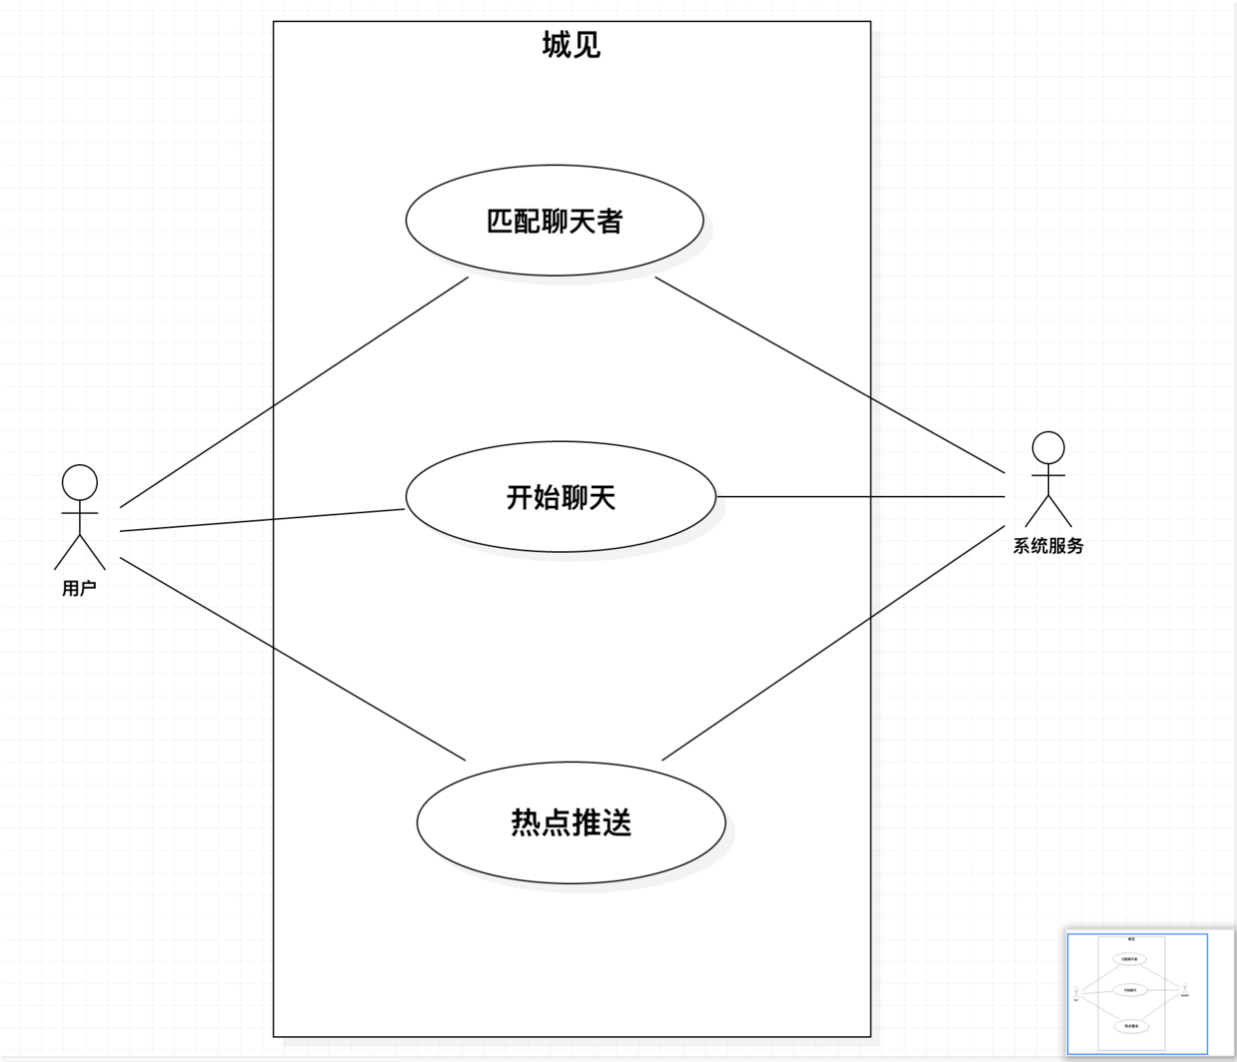 城见
匹配聊天者
开始聊天
系统服务
用户
热点推送